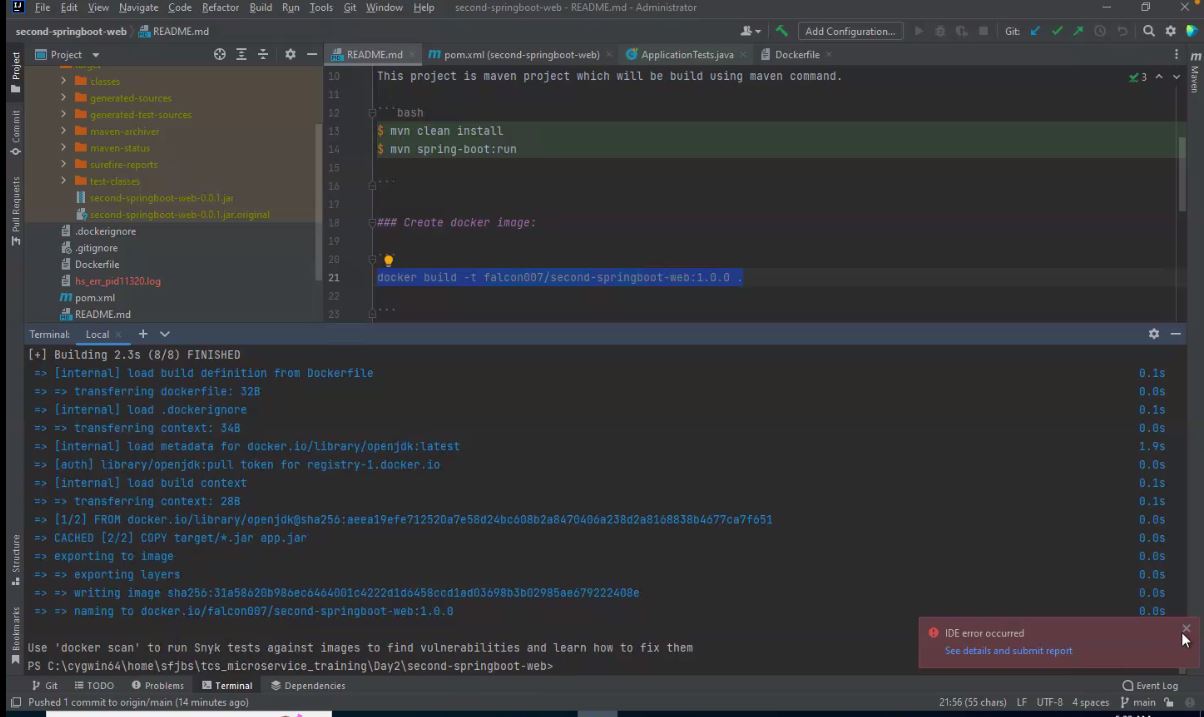 File Edit View Navigate Code Refactor Build Run Tools Git Window Help second-springboot-web - README.md - Administrator
second-springboot-web README.md Add Configuration... Git:
Project README.md pom.xml (second-springboot-web) ApplicationTests.java Dockerfile
target
classes
generated-sources
generated-test-sources
maven-archiver
maven-status
surefire-reports
test-classes
second-springboot-web-0.0.1.jar
second-springboot-web-0.0.1.jar.original
.dockerignore
.gitignore
Dockerfile
hs_err_pid11320.log
pom.xml
README.md
10 This project is maven project which will be build using maven command.
11
12 ```bash
13 $ mvn clean install
14 $ mvn spring-boot:run
15
16 ```
17
18 ### Create docker image:
19
20 ```
21 docker build -t falcon007/second-springboot-web:1.0.0 .
22
23 ```
3
Project
Commit
Pull Requests
Structure
Bookmarks
Maven
Terminal: Local
[+] Building 2.3s (8/8) FINISHED
=> [internal] load build definition from Dockerfile 0.1s
=> => transferring dockerfile: 32B 0.0s
=> [internal] load .dockerignore 0.1s
=> => transferring context: 34B 0.0s
=> [internal] load metadata for docker.io/library/openjdk:latest 1.9s
=> [auth] library/openjdk:pull token for registry-1.docker.io 0.0s
=> [internal] load build context 0.1s
=> => transferring context: 28B 0.1s
=> [1/2] FROM docker.io/library/openjdk@sha256:aeea19efe712520a7e58d24bc608b2a8470406a238d2a8168838b4677ca7f651 0.0s
=> CACHED [2/2] COPY target/*.jar app.jar 0.0s
=> exporting to image 0.0s
=> => exporting layers 0.0s
=> => writing image sha256:31a58620b986ec6464001c4222d1d6458ccd1ad03698b3b02985ae679222408e 0.0s
=> => naming to docker.io/falcon007/second-springboot-web:1.0.0 0.0s
IDE error occurred
See details and submit report
Use 'docker scan' to run Snyk tests against images to find vulnerabilities and learn how to fix them
PS C:\cygwin64\home\sfjbs\tcs_microservice_training\Day2\second-springboot-web>
Git TODO Problems Terminal Dependencies Event Log
Pushed 1 commit to origin/main (14 minutes ago) 21:56 (55 chars) LF UTF-8 4 spaces main